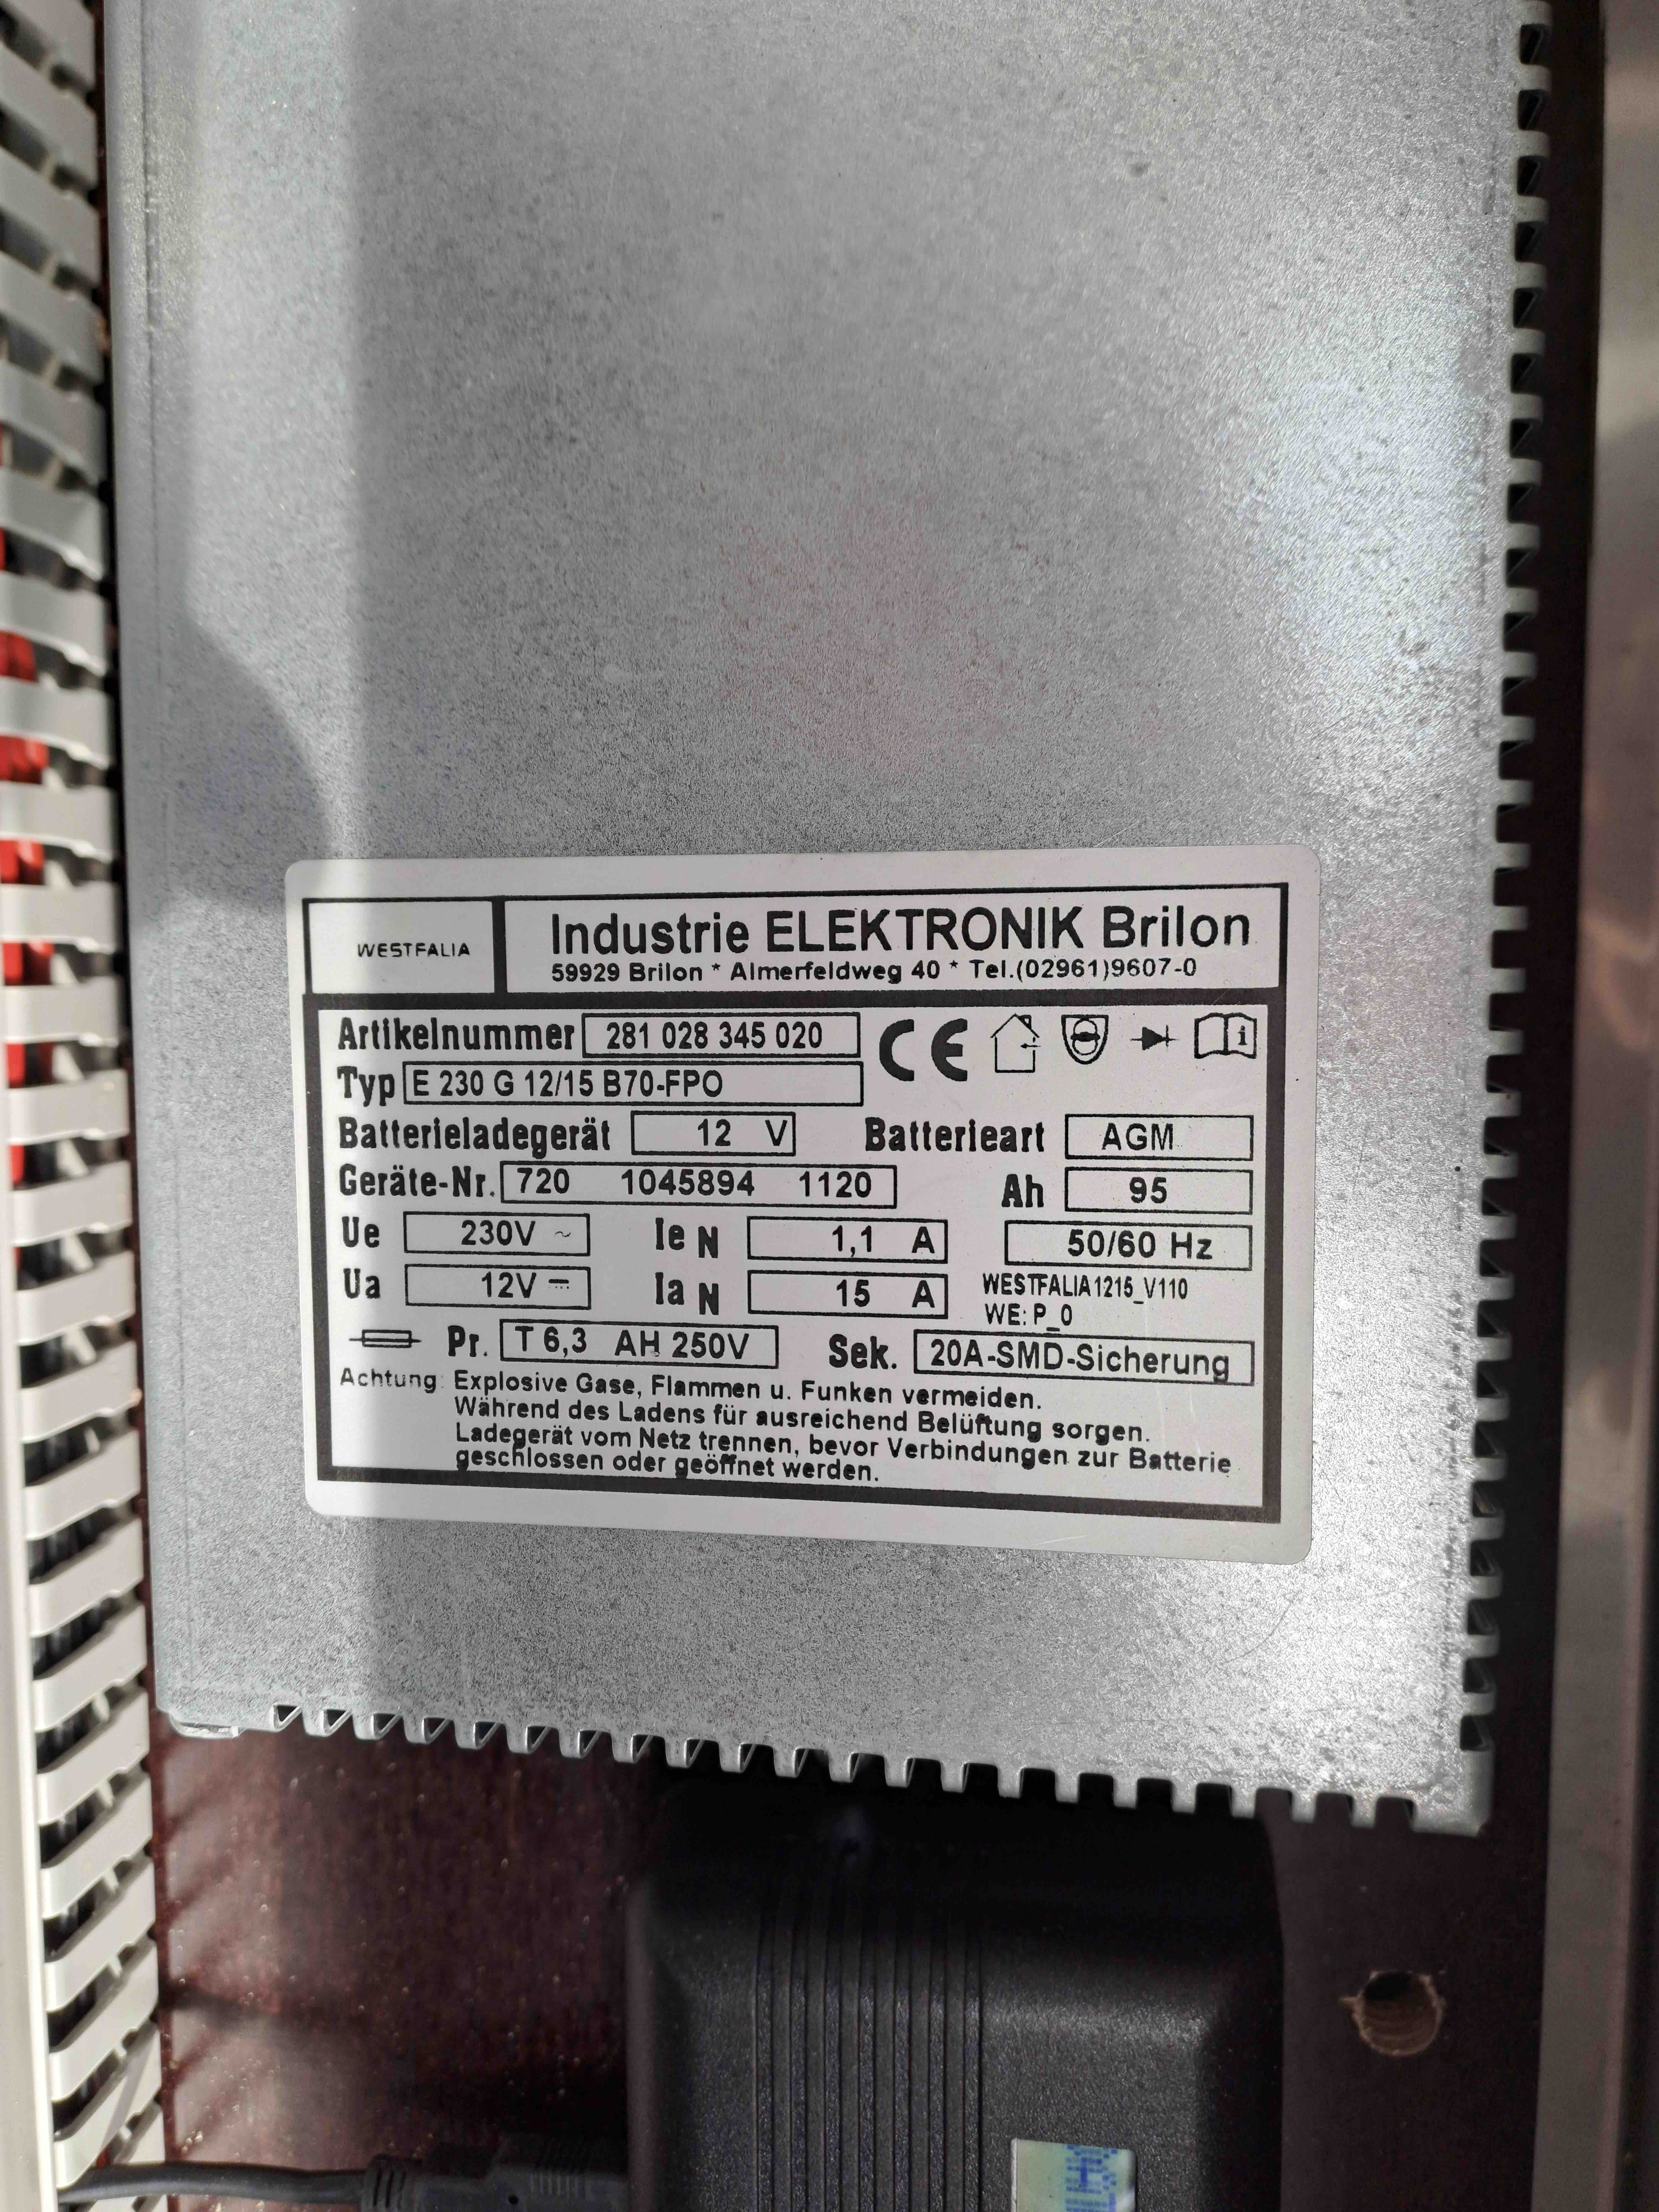 WESTFALIA
Industrie ELEKTRONIK Brilon
59929 Brilon * Almerfeldweg 40 * Tel.(02961)9607-0
Artikelnummer 281 028 345 020 CE i
Typ E 230 G 12/15 B70-FPO
Batterieladegerät 12 V Batterieart AGM
Geräte-Nr. 720 1045894 1120 Ah 95
Ue 230V ~ Ie N 1,1 A 50/60 Hz
Ua 12V Ia N 15 A WESTFALIA1215_V110
WE: P_0
Pr. T 6,3 AH 250V Sek. 20A-SMD-Sicherung
Achtung: Explosive Gase, Flammen u. Funken vermeiden.
Während des Ladens für ausreichend Belüftung sorgen.
Ladegerät vom Netz trennen, bevor Verbindungen zur Batterie
geschlossen oder geöffnet werden.